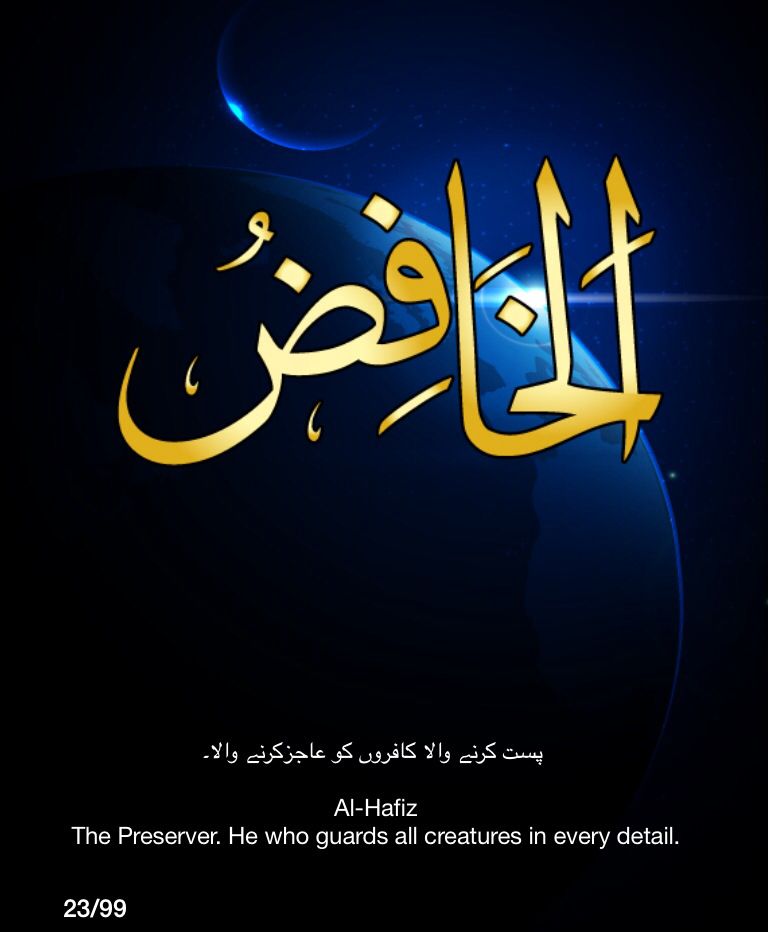 الْخَافِضُ
پست کرنے والا کافروں کو عاجزکرنے والا۔
Al-Hafiz
The Preserver. He who guards all creatures in every detail.
23/99